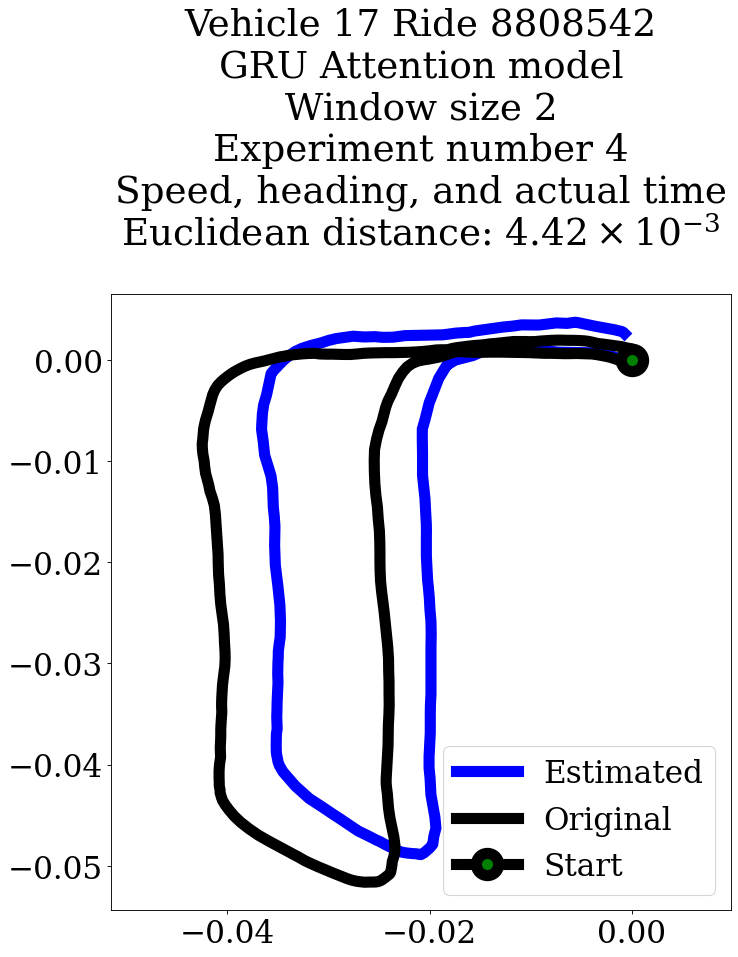 Vehicle 17 Ride 8808542
GRU Attention model
Window size 2
Experiment number 4
Speed, heading, and actual time
Euclidean distance: 4.42 × 10⁻³
0.00
−0.01
−0.02
−0.03
−0.04
−0.05
Estimated
Original
Start
−0.04 −0.02 0.00